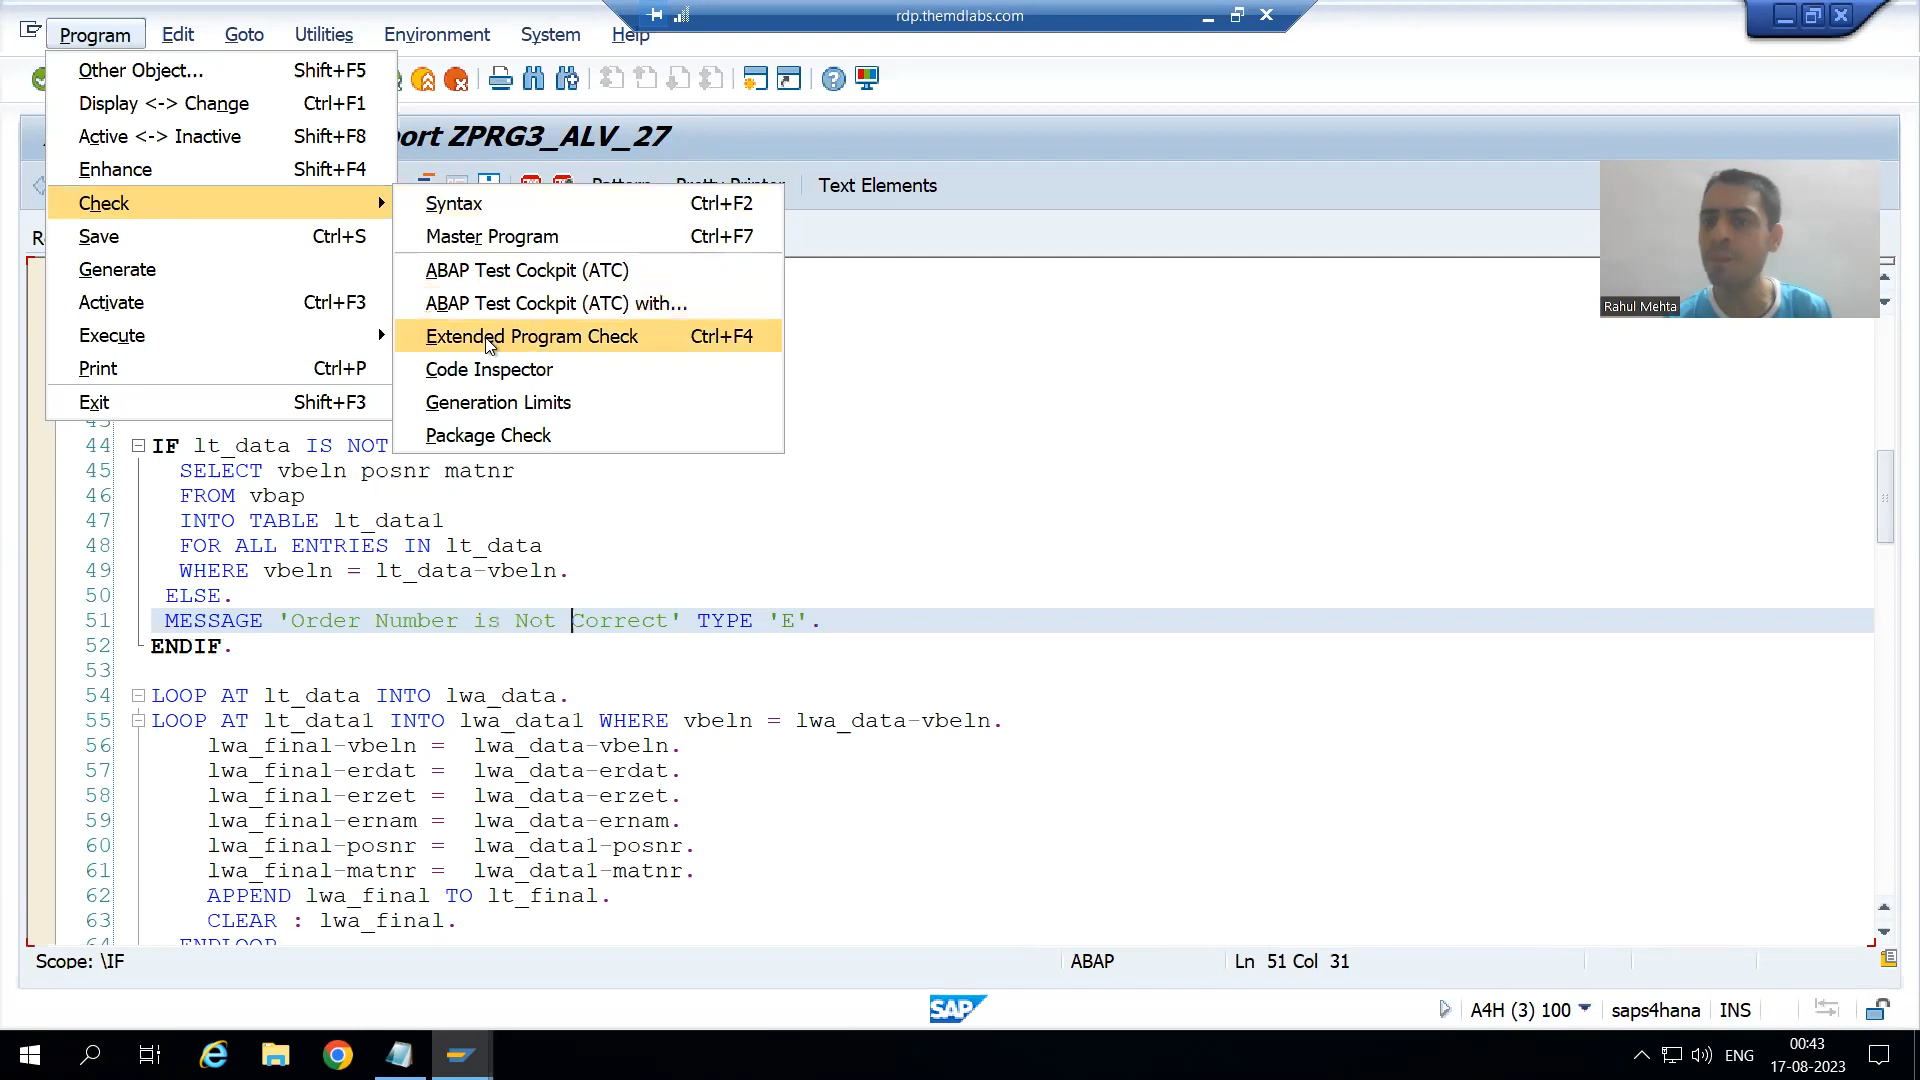 rdp.themdlabs.com
Program Edit Goto Utilities Environment System Help
Other Object... Shift+F5
Display <-> Change Ctrl+F1
Active <-> Inactive Shift+F8
Enhance Shift+F4
Check
Save Ctrl+S
Generate
Activate Ctrl+F3
Execute
Print Ctrl+P
Exit Shift+F3
Syntax Ctrl+F2
Master Program Ctrl+F7
ABAP Test Cockpit (ATC)
ABAP Test Cockpit (ATC) with...
Extended Program Check Ctrl+F4
Code Inspector
Generation Limits
Package Check
ort ZPRG3_ALV_27
Text Elements
Rahul Mehta
44 IF lt_data IS NOT
45 SELECT vbeln posnr matnr
46 FROM vbap
47 INTO TABLE lt_data1
48 FOR ALL ENTRIES IN lt_data
49 WHERE vbeln = lt_data-vbeln.
50 ELSE.
51 MESSAGE 'Order Number is Not Correct' TYPE 'E'.
52 ENDIF.
53
54 LOOP AT lt_data INTO lwa_data.
55 LOOP AT lt_data1 INTO lwa_data1 WHERE vbeln = lwa_data-vbeln.
56 lwa_final-vbeln = lwa_data-vbeln.
57 lwa_final-erdat = lwa_data-erdat.
58 lwa_final-erzet = lwa_data-erzet.
59 lwa_final-ernam = lwa_data-ernam.
60 lwa_final-posnr = lwa_data1-posnr.
61 lwa_final-matnr = lwa_data1-matnr.
62 APPEND lwa_final TO lt_final.
63 CLEAR : lwa_final.
64 ENDLOOP
Scope: \IF ABAP Ln 51 Col 31
SAP
A4H (3) 100 saps4hana INS
ENG
00:43
17-08-2023